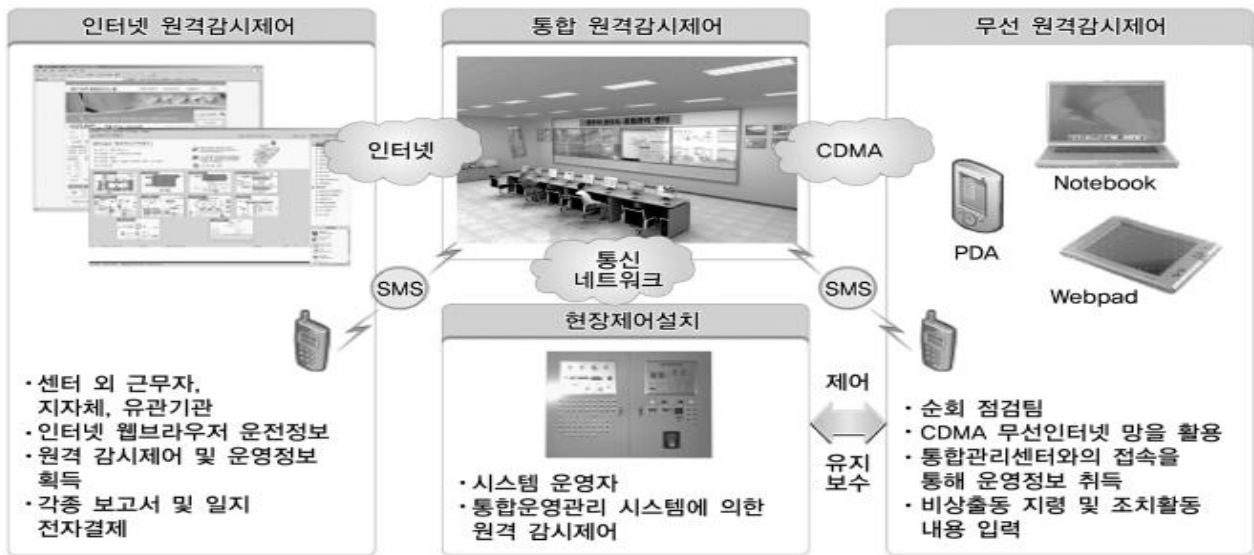 인터넷 원격감시제어
인터넷
SMS
· 센터 외 근무자,
지자체, 유관기관
· 인터넷 웹브라우저 운전정보
· 원격 감시제어 및 운영정보
획득
· 각종 보고서 및 일지
전자결제
통합 원격감시제어
통신
네트워크
현장제어설치
· 시스템 운영자
· 통합운영관리 시스템에 의한
원격 감시제어
제어
유지
보수
무선 원격감시제어
CDMA
Notebook
PDA
Webpad
SMS
· 순회 점검팀
· CDMA 무선인터넷 망을 활용
· 통합관리센터와의 접속을
통해 운영정보 취득
· 비상출동 지령 및 조치활동
내용 입력